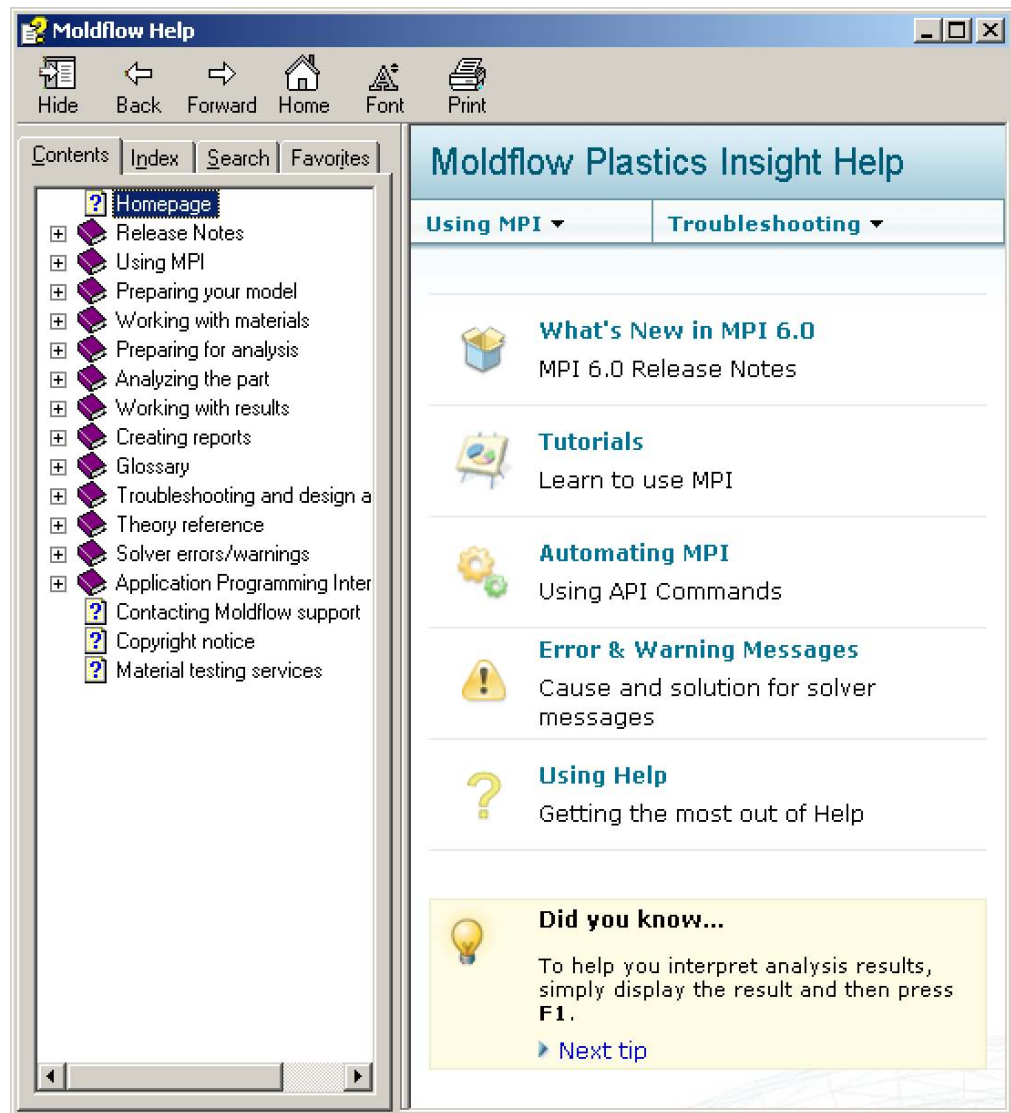 Moldflow Help
Hide Back Forward Home Font Print
Contents Index Search Favorites
Homepage
Release Notes
Using MPI
Preparing your model
Working with materials
Preparing for analysis
Analyzing the part
Working with results
Creating reports
Glossary
Troubleshooting and design a
Theory reference
Solver errors/warnings
Application Programming Inter
Contacting Moldflow support
Copyright notice
Material testing services
Moldflow Plastics Insight Help
Using MPI Troubleshooting
What's New in MPI 6.0
MPI 6.0 Release Notes
Tutorials
Learn to use MPI
Automating MPI
Using API Commands
Error & Warning Messages
Cause and solution for solver
messages
Using Help
Getting the most out of Help
Did you know...
To help you interpret analysis results,
simply display the result and then press
F1.
Next tip